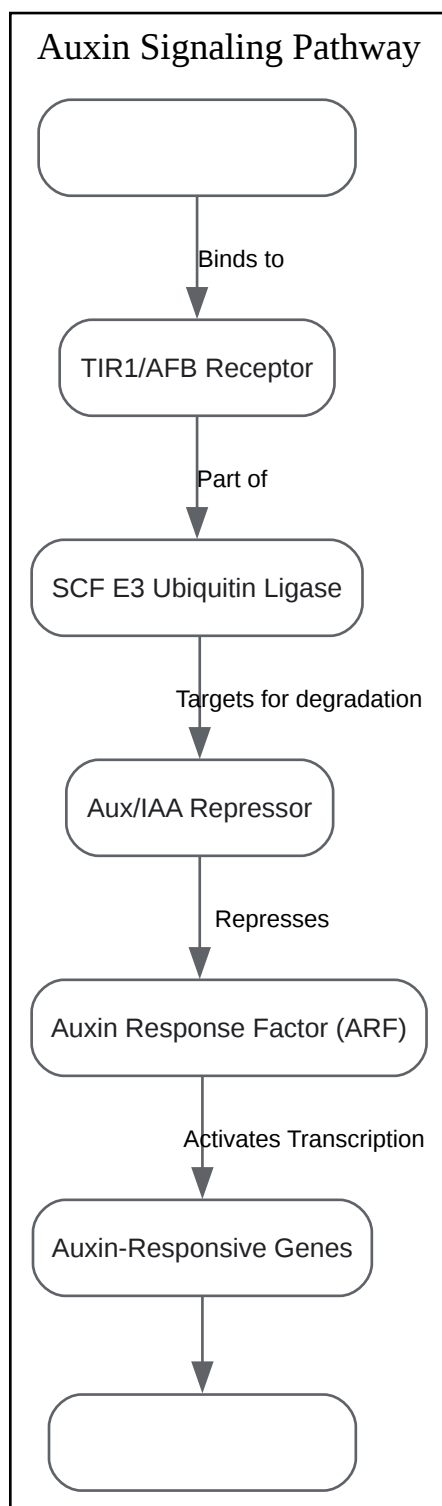 Auxin Signaling Pathway
Binds to
TIR1/AFB Receptor
Part of
SCF E3 Ubiquitin Ligase
Targets for degradation
Aux/IAA Repressor
Represses
Auxin Response Factor (ARF)
Activates Transcription
Auxin-Responsive Genes